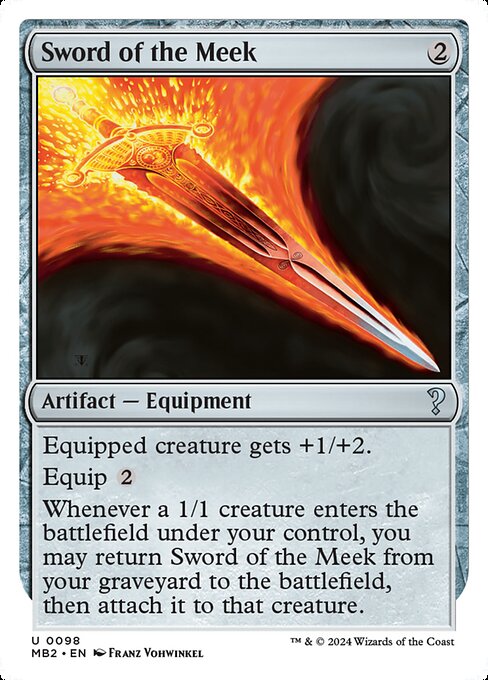 Sword of the Meek 2
Artifact — Equipment
Equipped creature gets +1/+2.
Equip 2
Whenever a 1/1 creature enters the
battlefield under your control, you
may return Sword of the Meek from
your graveyard to the battlefield,
then attach it to that creature.
U 0098
MB2 • EN Franz Vohwinkel
™ & © 2024 Wizards of the Coast